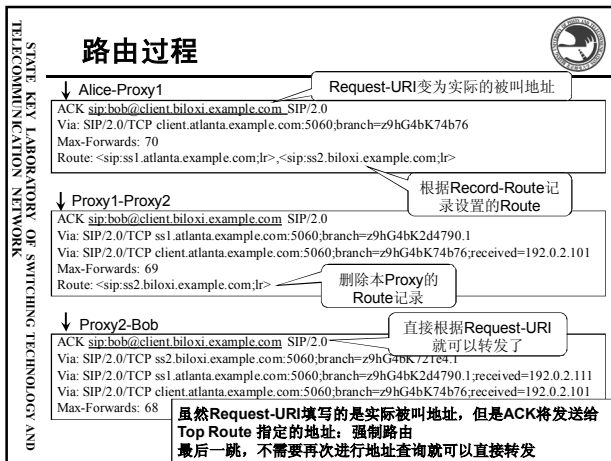 路由过程
STATE KEY LABORATORY OF SWITCHING TECHNOLOGY AND
TELECOMMUNICATION NETWORK
Alice-Proxy1
Request-URI变为实际的被叫地址
ACK sip:bob@client.biloxi.example.com SIP/2.0
Via: SIP/2.0/TCP client.atlanta.example.com:5060;branch=z9hG4bK74b76
Max-Forwards: 70
Route: <sip:ss1.atlanta.example.com;lr>,<sip:ss2.biloxi.example.com;lr>
根据Record-Route记
录设置的Route
Proxy1-Proxy2
ACK sip:bob@client.biloxi.example.com SIP/2.0
Via: SIP/2.0/TCP ss1.atlanta.example.com:5060;branch=z9hG4bK2d4790.1
Via: SIP/2.0/TCP client.atlanta.example.com:5060;branch=z9hG4bK74b76;received=192.0.2.101
Max-Forwards: 69
Route: <sip:ss2.biloxi.example.com;lr>
删除本Proxy的
Route记录
Proxy2-Bob
直接根据Request-URI
就可以转发了
ACK sip:bob@client.biloxi.example.com SIP/2.0
Via: SIP/2.0/TCP ss2.biloxi.example.com:5060;branch=z9hG4bK721e4.1
Via: SIP/2.0/TCP ss1.atlanta.example.com:5060;branch=z9hG4bK2d4790.1;received=192.0.2.111
Via: SIP/2.0/TCP client.atlanta.example.com:5060;branch=z9hG4bK74b76;received=192.0.2.101
Max-Forwards: 68
虽然Request-URI填写的是实际被叫地址，但是ACK将发送给
Top Route 指定的地址：强制路由
最后一跳，不需要再次进行地址查询就可以直接转发